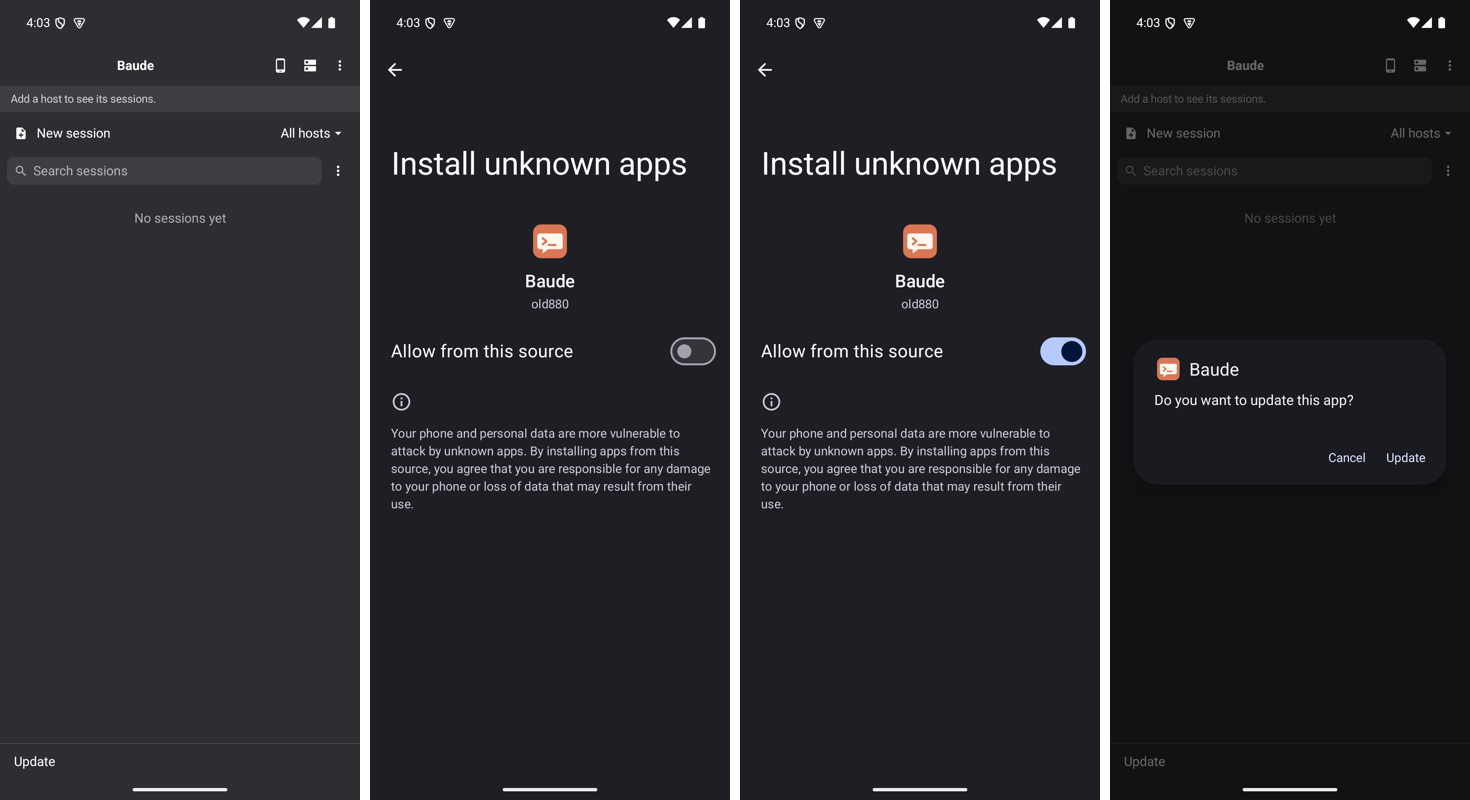 4:03
Baude
Add a host to see its sessions.
New session
All hosts
Search sessions
No sessions yet
Update
4:03
Install unknown apps
Baude
old880
Allow from this source
Your phone and personal data are more vulnerable to
attack by unknown apps. By installing apps from this
source, you agree that you are responsible for any damage
to your phone or loss of data that may result from their
use.
4:03
Install unknown apps
Baude
old880
Allow from this source
Your phone and personal data are more vulnerable to
attack by unknown apps. By installing apps from this
source, you agree that you are responsible for any damage
to your phone or loss of data that may result from their
use.
4:03
Baude
Add a host to see its sessions.
New session
All hosts
Search sessions
No sessions yet
Baude
Do you want to update this app?
Cancel
Update
Update